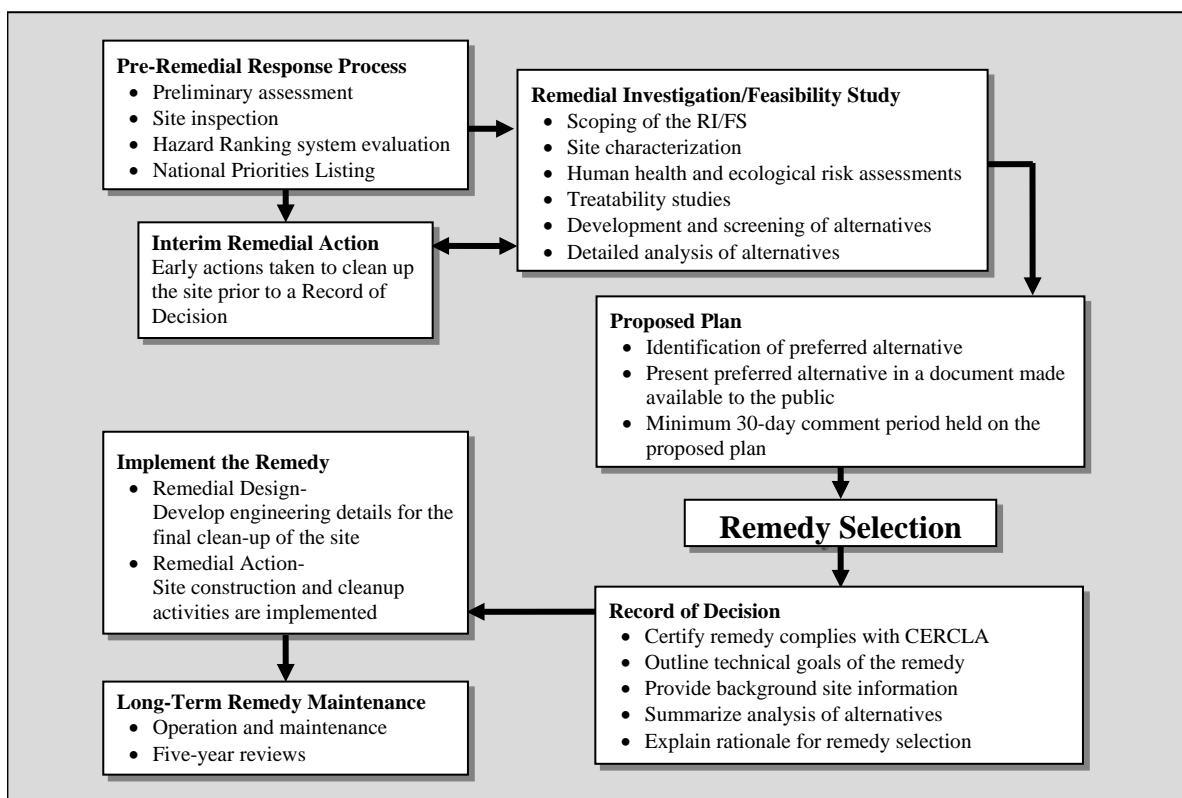 Pre-Remedial Response Process
• Preliminary assessment
• Site inspection
• Hazard Ranking system evaluation
• National Priorities Listing
Remedial Investigation/Feasibility Study
• Scoping of the RI/FS
• Site characterization
• Human health and ecological risk assessments
• Treatability studies
• Development and screening of alternatives
• Detailed analysis of alternatives
Interim Remedial Action
Early actions taken to clean up
the site prior to a Record of
Decision
Proposed Plan
• Identification of preferred alternative
• Present preferred alternative in a document made
available to the public
• Minimum 30-day comment period held on the
proposed plan
Remedy Selection
Record of Decision
• Certify remedy complies with CERCLA
• Outline technical goals of the remedy
• Provide background site information
• Summarize analysis of alternatives
• Explain rationale for remedy selection
Implement the Remedy
• Remedial Design-
Develop engineering details for the
final clean-up of the site
• Remedial Action-
Site construction and cleanup
activities are implemented
Long-Term Remedy Maintenance
• Operation and maintenance
• Five-year reviews